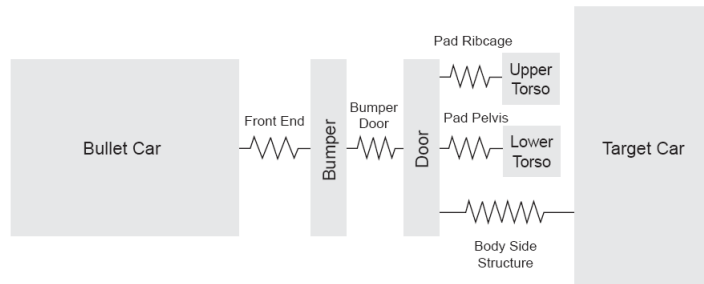 Bullet Car
Front End
Bumper
Bumper
Door
Door
Pad Ribcage
Upper
Torso
Pad Pelvis
Lower
Torso
Body Side
Structure
Target Car